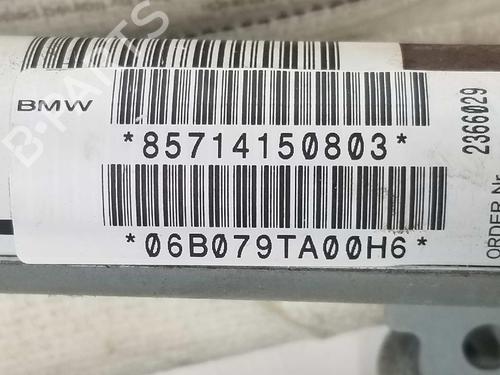 BMW
*85714150803*
*06B079TA00H6*
ORDER Nr.
2366029
B-PARTS